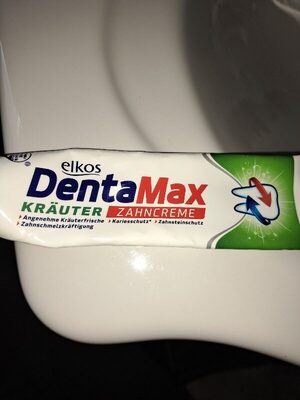 elkos
DentaMax
KRÄUTER ZAHNCREME
Angenehme Kräuterfrische Kariesschutz* Zahnsteinschutz
Zahnschmelzkräftigung